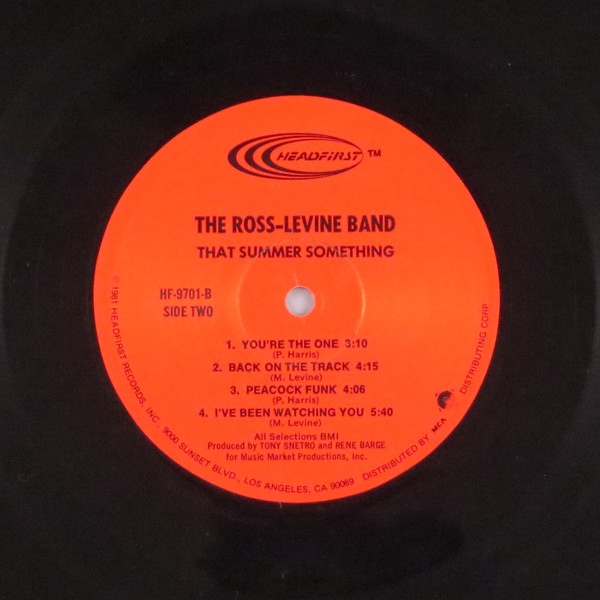 HEADFIRST TM
THE ROSS-LEVINE BAND
THAT SUMMER SOMETHING
HF-9701-B
SIDE TWO
1. YOU'RE THE ONE 3:10
(P. Harris)
2. BACK ON THE TRACK 4:15
(M. Levine)
3. PEACOCK FUNK 4:06
(P. Harris)
4. I'VE BEEN WATCHING YOU 5:40
(M. Levine)
All Selections BMI
Produced by TONY SNETRO and RENE BARGE
for Music Market Productions, Inc.
© 1981 HEADFIRST RECORDS, INC. 9000 SUNSET BLVD., LOS ANGELES, CA 90069 DISTRIBUTED BY MCA DISTRIBUTING CORP